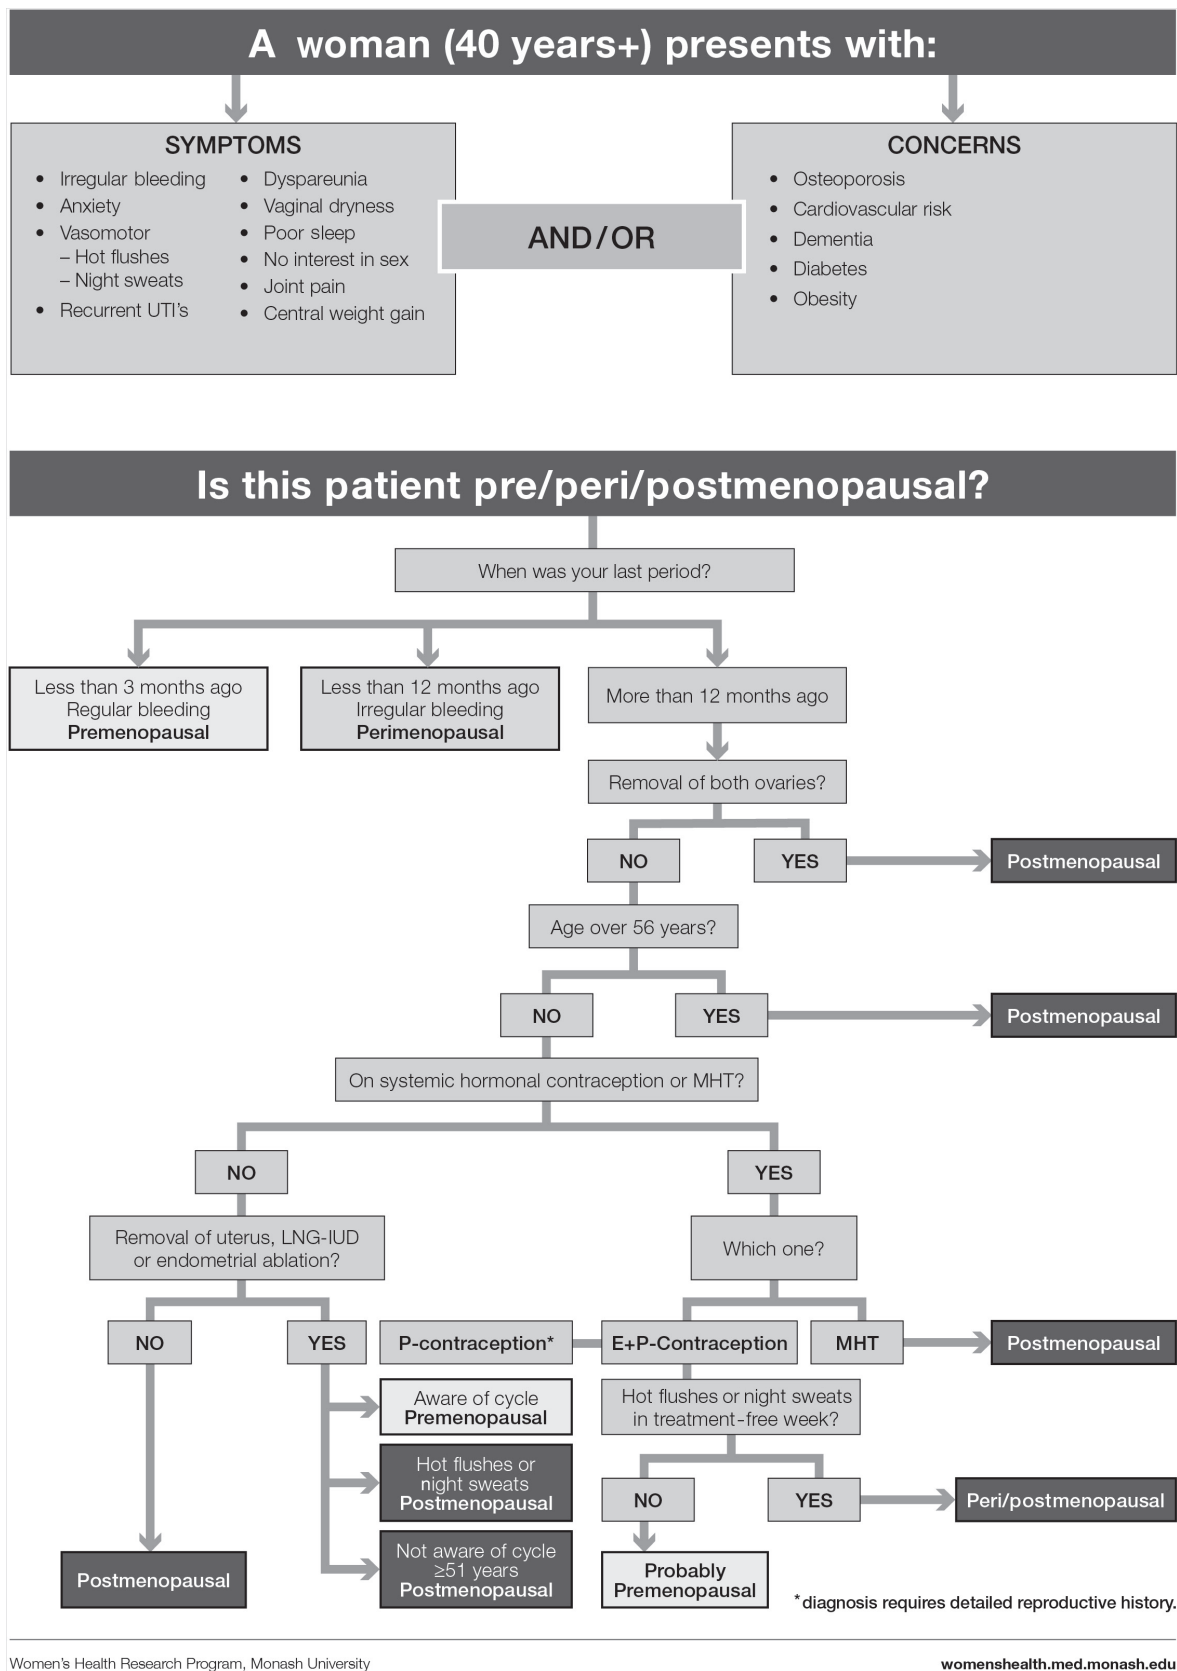 A woman (40 years+) presents with:
SYMPTOMS
• Irregular bleeding
• Anxiety
• Vasomotor
– Hot flushes
– Night sweats
• Recurrent UTI’s
• Dyspareunia
• Vaginal dryness
• Poor sleep
• No interest in sex
• Joint pain
• Central weight gain
AND/OR
CONCERNS
• Osteoporosis
• Cardiovascular risk
• Dementia
• Diabetes
• Obesity
Is this patient pre/peri/postmenopausal?
When was your last period?
Less than 3 months ago
Regular bleeding
Premenopausal
Less than 12 months ago
Irregular bleeding
Perimenopausal
More than 12 months ago
Removal of both ovaries?
NO
YES
Postmenopausal
Age over 56 years?
NO
YES
Postmenopausal
On systemic hormonal contraception or MHT?
NO
YES
Removal of uterus, LNG-IUD
or endometrial ablation?
Which one?
NO
YES
P-contraception*
E+P-Contraception
MHT
Postmenopausal
Aware of cycle
Premenopausal
Hot flushes or night sweats
in treatment-free week?
Hot flushes or
night sweats
Postmenopausal
NO
YES
Peri/postmenopausal
Not aware of cycle
≥51 years
Postmenopausal
Postmenopausal
Probably
Premenopausal
*diagnosis requires detailed reproductive history.
Women’s Health Research Program, Monash University
womenshealth.med.monash.edu